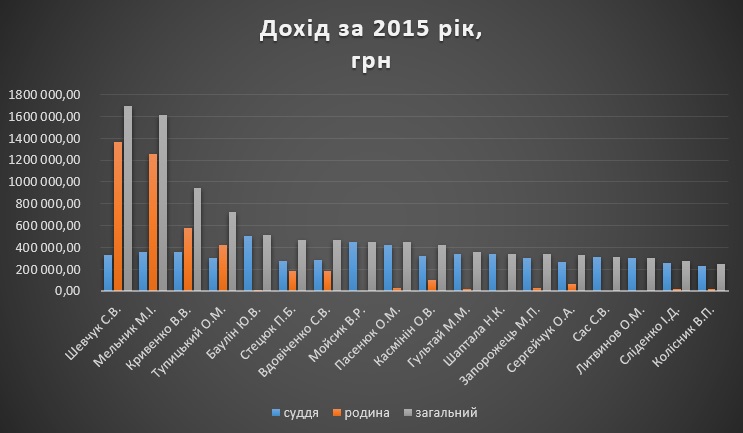 Дохід за 2015 рік,
грн
1800 000,00
1600 000,00
1400 000,00
1200 000,00
1000 000,00
800 000,00
600 000,00
400 000,00
200 000,00
0,00
Шевчук С.В.
Мельник М.І.
Кривенко В.В.
Тупицький О.М.
Баулін Ю.В.
Стецюк П.Б.
Вдовіченко С.В.
Мойсик В.Р.
Пасенюк О.М.
Касмінін О.В.
Гультай М.М.
Шаптала Н.К.
Запорожець М.П.
Сергейчук О.А.
Сас С.В.
Литвинов О.М.
Сліденко І.Д.
Колісник В.П.
суддя родина загальний